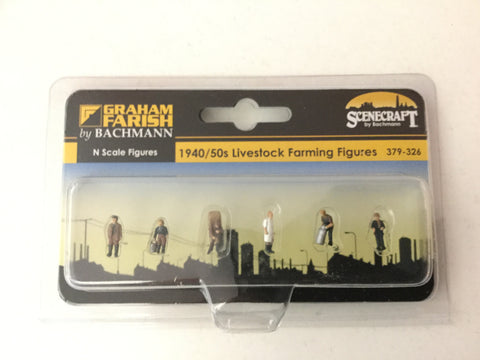 GRAHAM
FARISH
by BACHMANN
SCENECRAFT
by Bachmann
N Scale Figures
1940/50s Livestock Farming Figures 379-326